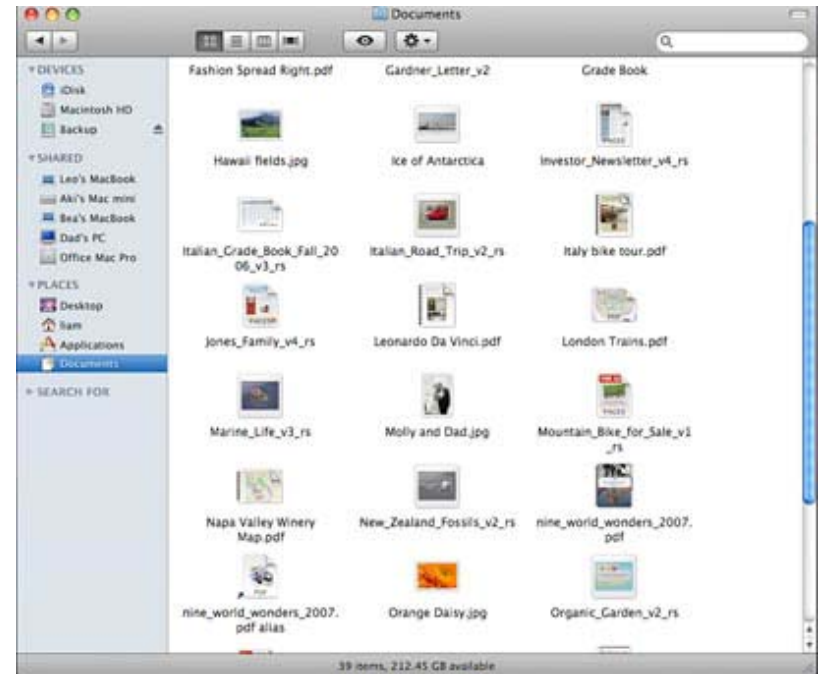 Documents
DEVICES
iDisk
Macintosh HD
Backup
SHARED
Leo's MacBook
Aki's Mac mini
Bea's MacBook
Dad's PC
Office Mac Pro
PLACES
Desktop
liam
Applications
Documents
SEARCH FOR
Fashion Spread Right.pdf
Gardner_Letter_v2
Grade Book
Hawaii fields.jpg
Ice of Antarctica
Investor_Newsletter_v4_rs
Italian_Grade_Book_Fall_20
06_v3_rs
Italian_Road_Trip_v2_rs
Italy bike tour.pdf
Jones_Family_v4_rs
Leonardo Da Vinci.pdf
London Trains.pdf
Marine_Life_v3_rs
Molly and Dad.jpg
Mountain_Bike_for_Sale_v1
_rs
Napa Valley Winery
Map.pdf
New_Zealand_Fossils_v2_rs
nine_world_wonders_2007.
pdf
nine_world_wonders_2007.
pdf alias
Orange Daisy.jpg
Organic_Garden_v2_rs
39 items, 212.45 GB available